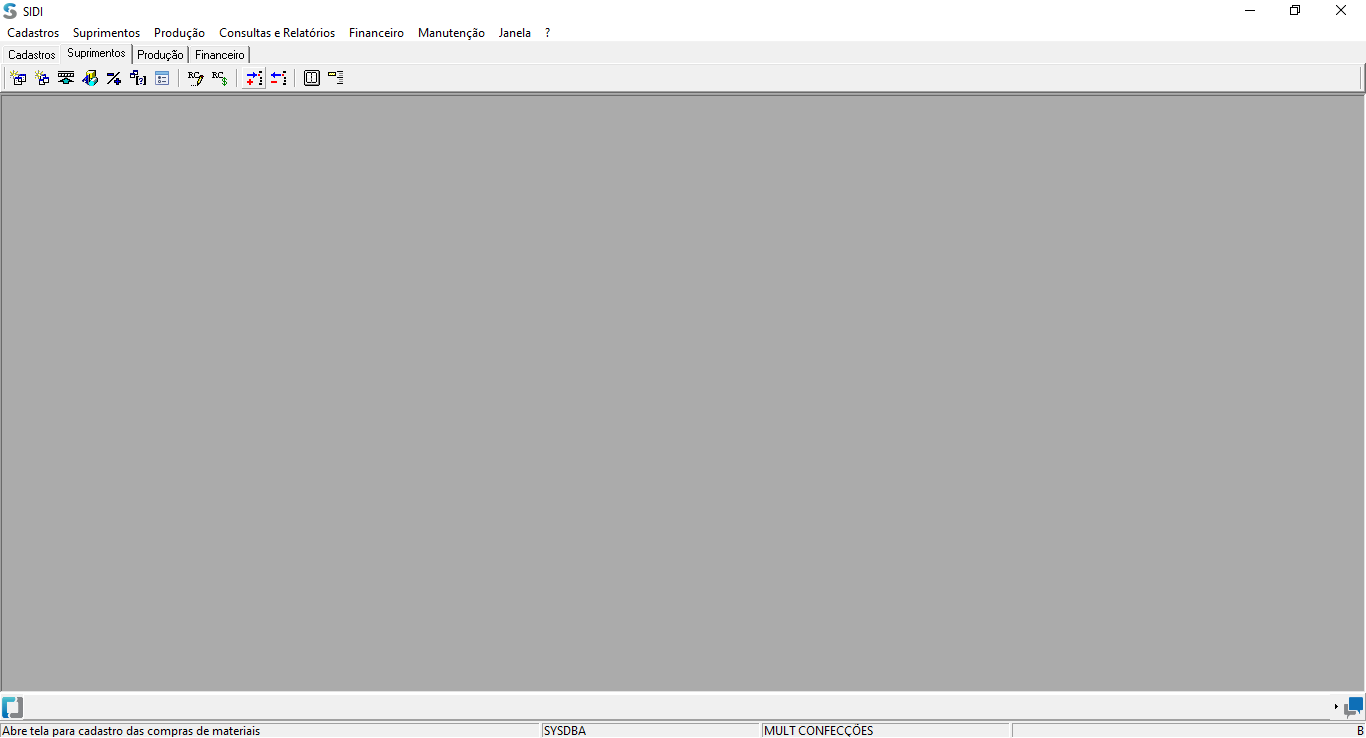 SIDI
Cadastros Suprimentos Produção Consultas e Relatórios Financeiro Manutenção Janela ?
Cadastros Suprimentos Produção Financeiro
[?] RC RC$
Abre tela para cadastro das compras de materiais SYSDBA MULT CONFECÇÕES B